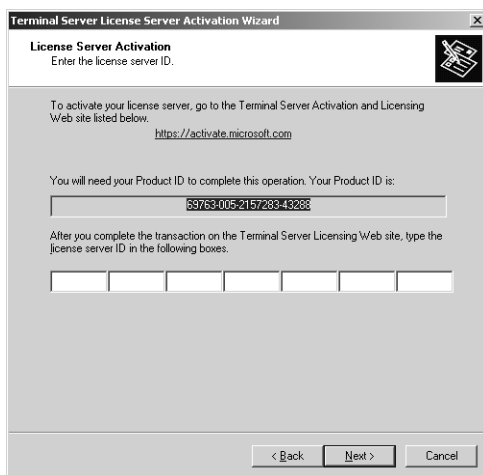 Terminal Server License Server Activation Wizard
License Server Activation
Enter the license server ID.
To activate your license server, go to the Terminal Server Activation and Licensing
Web site listed below.
https://activate.microsoft.com
You will need your Product ID to complete this operation. Your Product ID is:
69763-005-2157283-43288
After you complete the transaction on the Terminal Server Licensing Web site, type the
license server ID in the following boxes.
< Back Next > Cancel